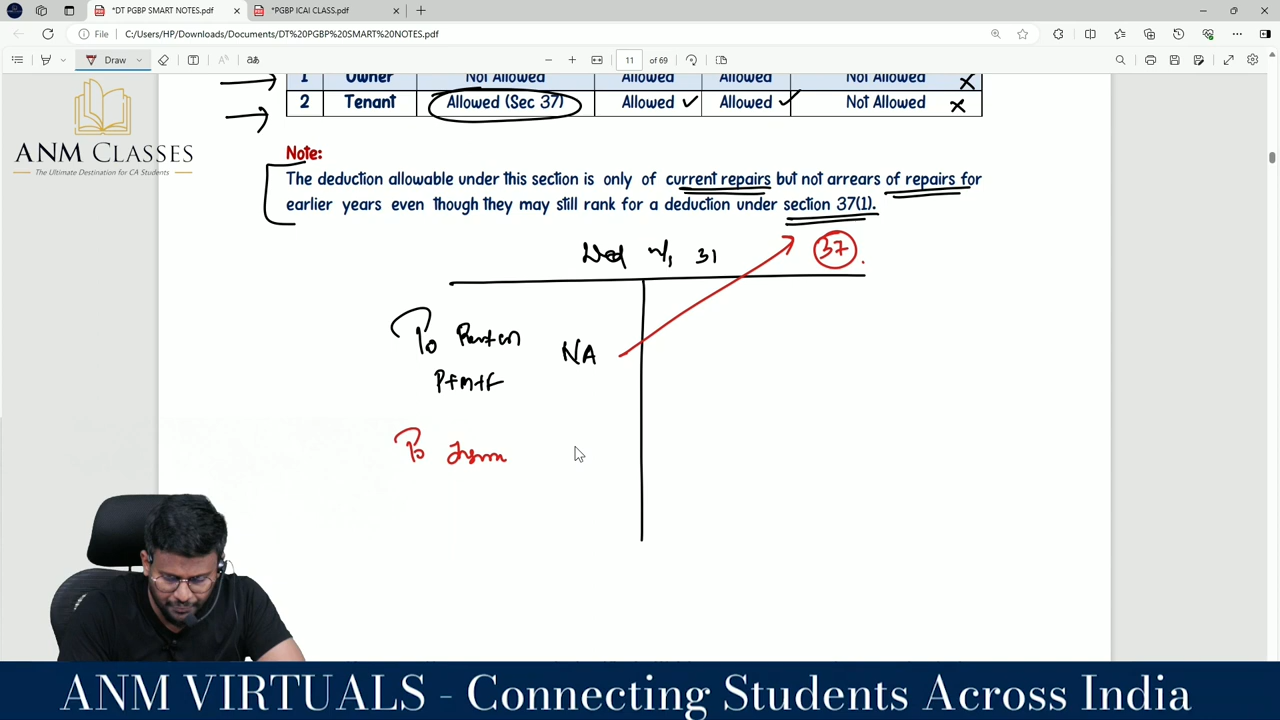 *DT PGBP SMART NOTES.pdf
*PGBP ICAI CLASS.pdf
File C:/Users/HP/Downloads/Documents/DT%20PGBP%20SMART%20NOTES.pdf
Draw 11 of 69
1 Owner Not Allowed Allowed Allowed Not Allowed
2 Tenant Allowed (Sec 37) Allowed Allowed Not Allowed
ANM CLASSES
The Ultimate Destination for CA Students
Note:
The deduction allowable under this section is only of current repairs but not arrears of repairs for
earlier years even though they may still rank for a deduction under section 37(1).
Ded u/s 31 37
To
NA
P+M+F
To
ANM VIRTUALS - Connecting Students Across India